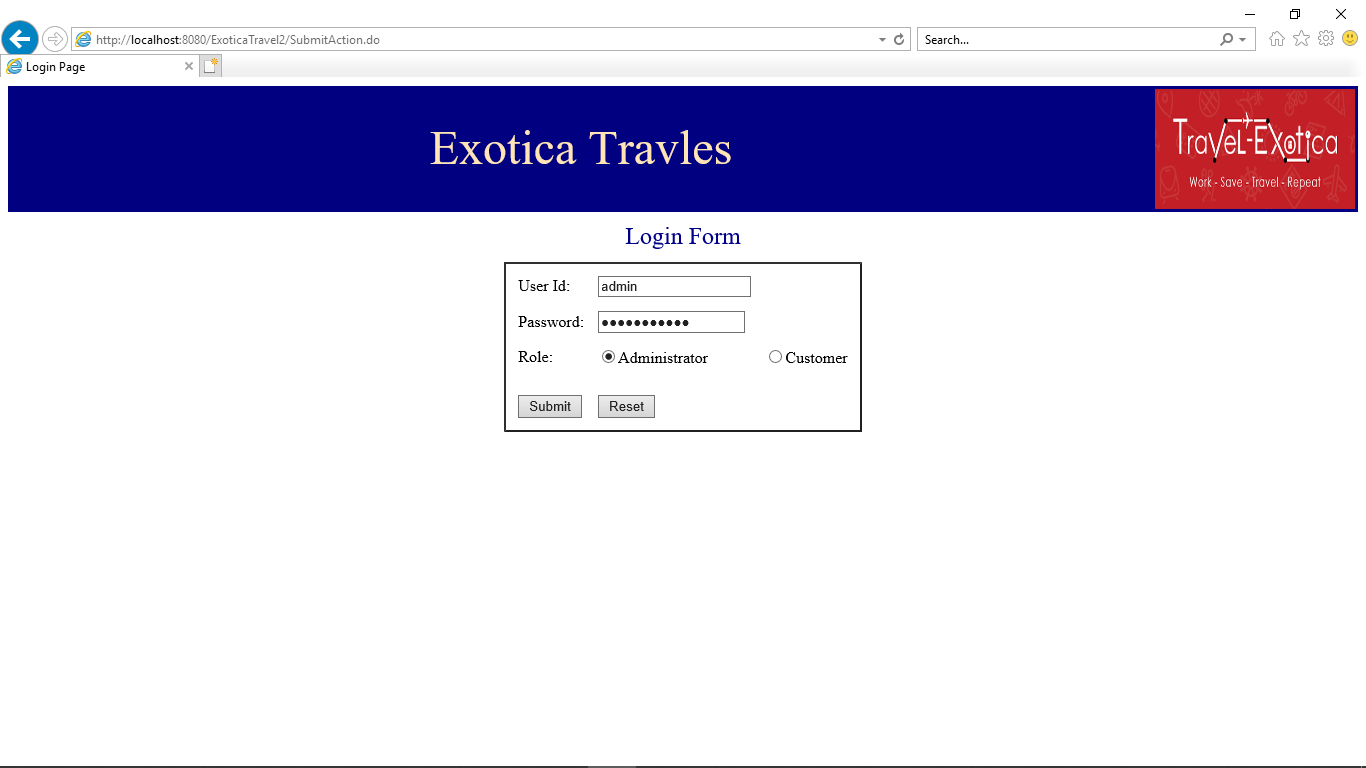 http://localhost:8080/ExoticaTravel2/SubmitAction.do
Search...
Login Page
Exotica Travles
Travel-Exotica
Work - Save - Travel - Repeat
Login Form
User Id: admin
Password: ●●●●●●●●●●●
Role: Administrator Customer
Submit Reset